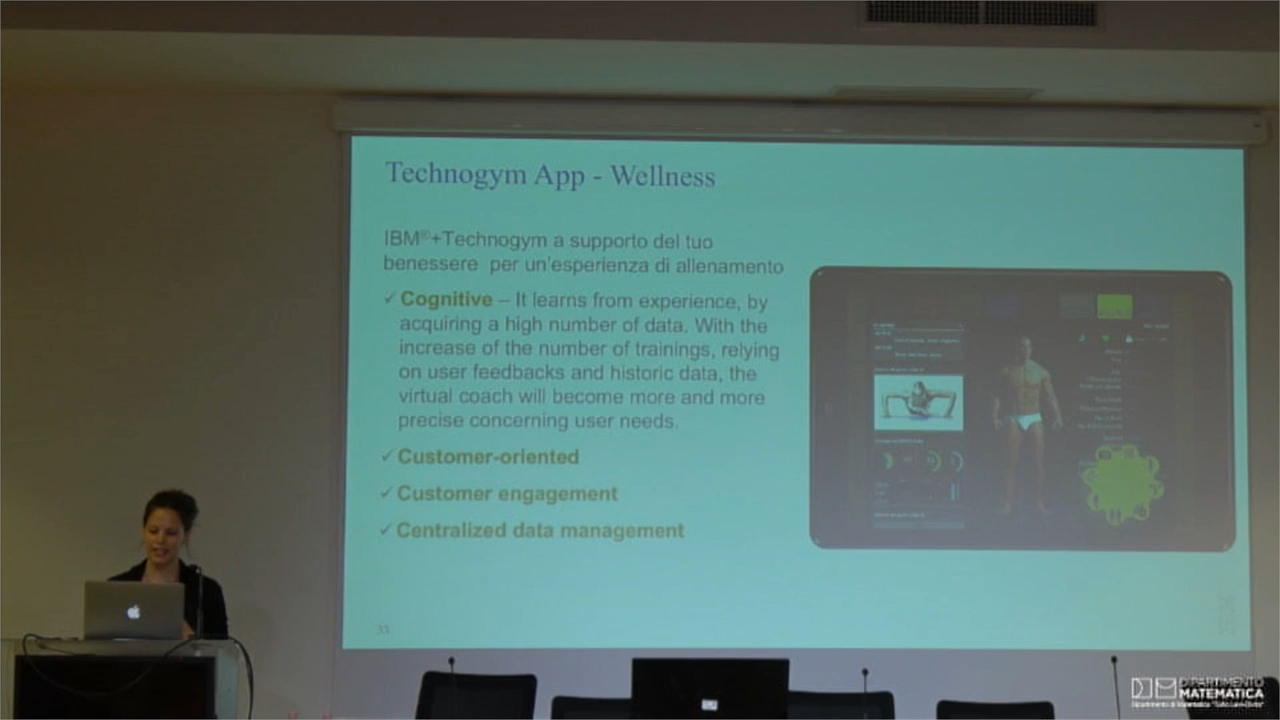 Technogym App - Wellness
IBM®+Technogym a supporto del tuo
benessere per un'esperienza di allenamento
✓ Cognitive – It learns from experience, by
acquiring a high number of data. With the
increase of the number of trainings, relying
on user feedbacks and historic data, the
virtual coach will become more and more
precise concerning user needs.
✓ Customer-oriented
✓ Customer engagement
✓ Centralized data management
33
DIPARTIMENTO
MATEMATICA
Dipartimento di Matematica